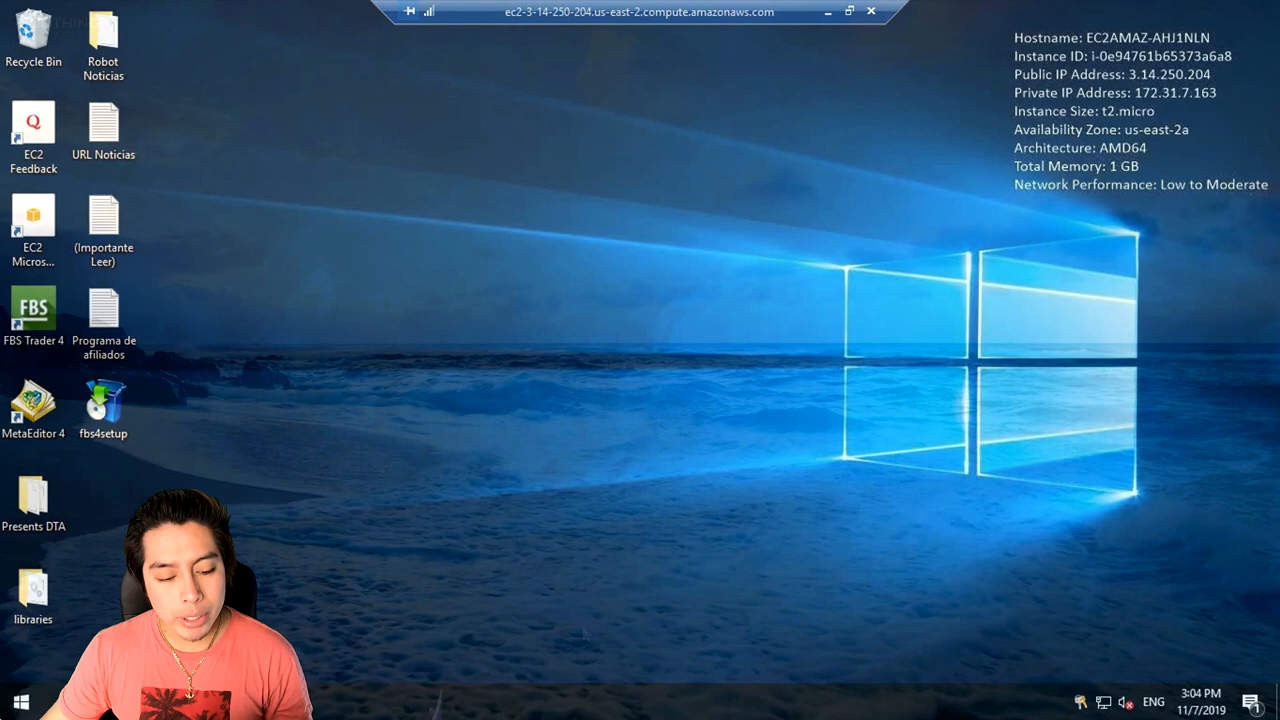 ec2-3-14-250-204.us-east-2.compute.amazonaws.com
Hostname: EC2AMAZ-AHJ1NLN
Instance ID: i-0e94761b65373a6a8
Public IP Address: 3.14.250.204
Private IP Address: 172.31.7.163
Instance Size: t2.micro
Availability Zone: us-east-2a
Architecture: AMD64
Total Memory: 1 GB
Network Performance: Low to Moderate
Recycle Bin
Robot
Noticias
Q
EC2
Feedback
URL Noticias
EC2
Micros...
(Importante
Leer)
FBS
FBS Trader 4
Programa de
afiliados
MetaEditor 4
fbs4setup
Presents DTA
libraries
ENG
3:04 PM
11/7/2019
1